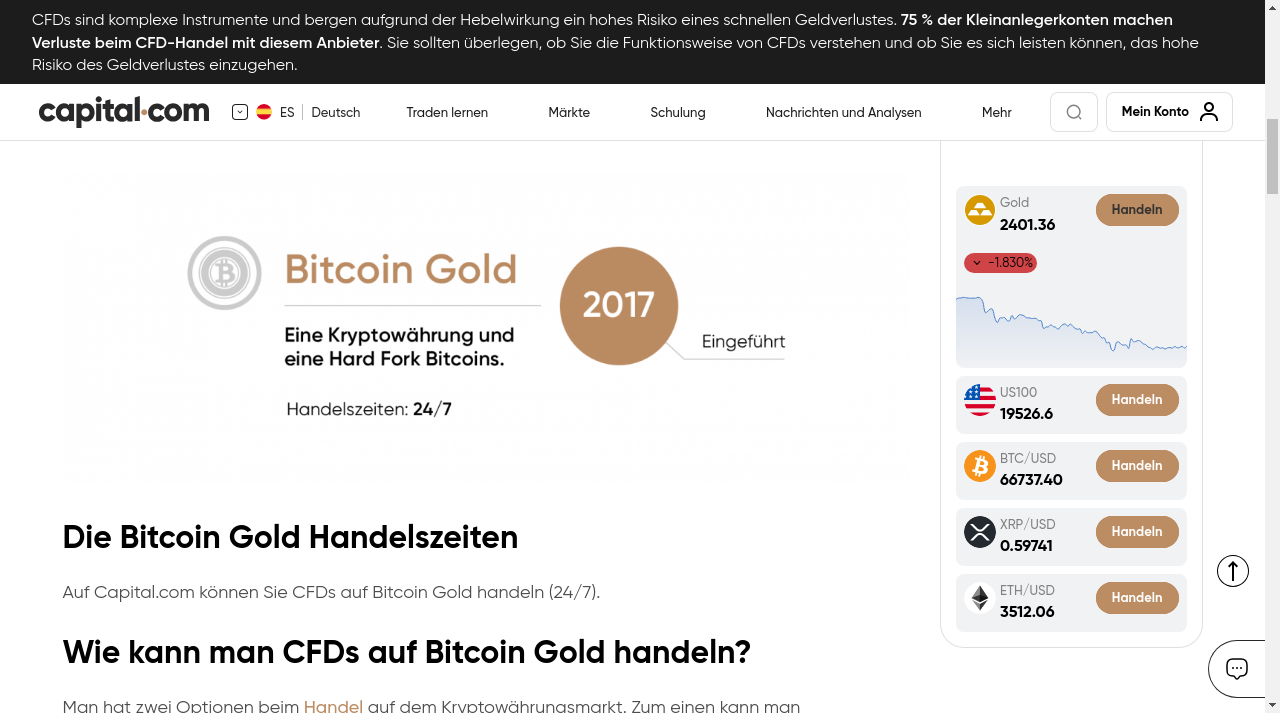 CFDs sind komplexe Instrumente und bergen aufgrund der Hebelwirkung ein hohes Risiko eines schnellen Geldverlustes. 75 % der Kleinanlegerkonten machen
Verluste beim CFD-Handel mit diesem Anbieter. Sie sollten überlegen, ob Sie die Funktionsweise von CFDs verstehen und ob Sie es sich leisten können, das hohe
Risiko des Geldverlustes einzugehen.
capital.com
ES Deutsch
Traden lernen
Märkte
Schulung
Nachrichten und Analysen
Mehr
Mein Konto
Bitcoin Gold
Eine Kryptowährung und
eine Hard Fork Bitcoins.
Handelszeiten: 24/7
2017
Eingeführt
Die Bitcoin Gold Handelszeiten
Auf Capital.com können Sie CFDs auf Bitcoin Gold handeln (24/7).
Wie kann man CFDs auf Bitcoin Gold handeln?
Man hat zwei Optionen beim Handel auf dem Kryptowährungsmarkt. Zum einen kann man
Gold
2401.36
Handeln
-1.830%
US100
19526.6
Handeln
BTC/USD
66737.40
Handeln
XRP/USD
0.59741
Handeln
ETH/USD
3512.06
Handeln